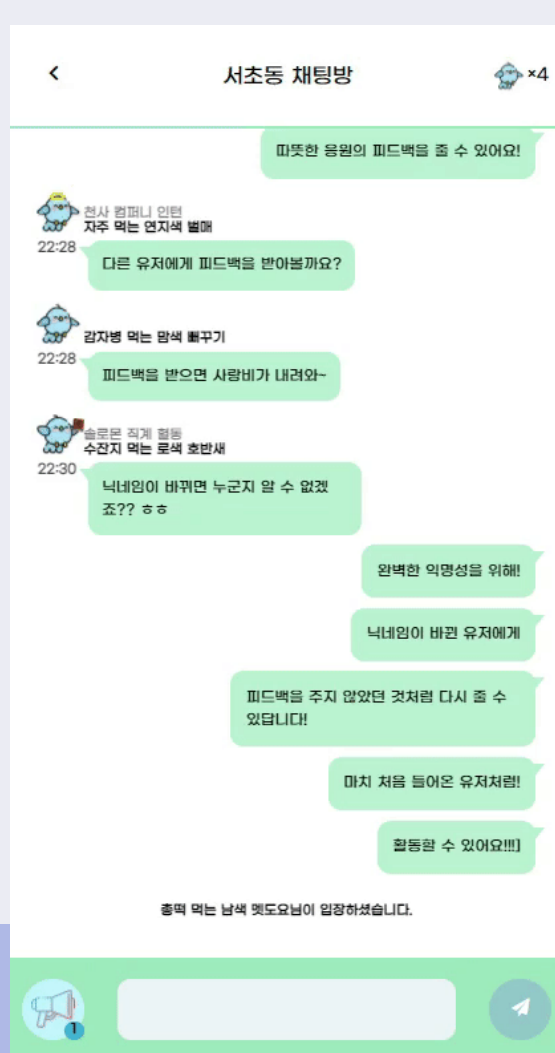 서초동 채팅방
×4
따뜻한 응원의 피드백을 줄 수 있어요!
천사 컴퍼니 인턴
자주 먹는 연지색 벌매
22:28
다른 유저에게 피드백을 받아볼까요?
감자병 먹는 맘색 뻐꾸기
22:28
피드백을 받으면 사랑비가 내려와~
솔로몬 직계 혈통
수잔지 먹는 로색 호반새
22:30
닉네임이 바뀌면 누군지 알 수 없겠
죠?? ㅎㅎ
완벽한 익명성을 위해!
닉네임이 바뀐 유저에게
피드백을 주지 않았던 것처럼 다시 줄 수
있답니다!
마치 처음 들어온 유저처럼!
활동할 수 있어요!!!]
총떡 먹는 남색 멧도요님이 입장하셨습니다.
1